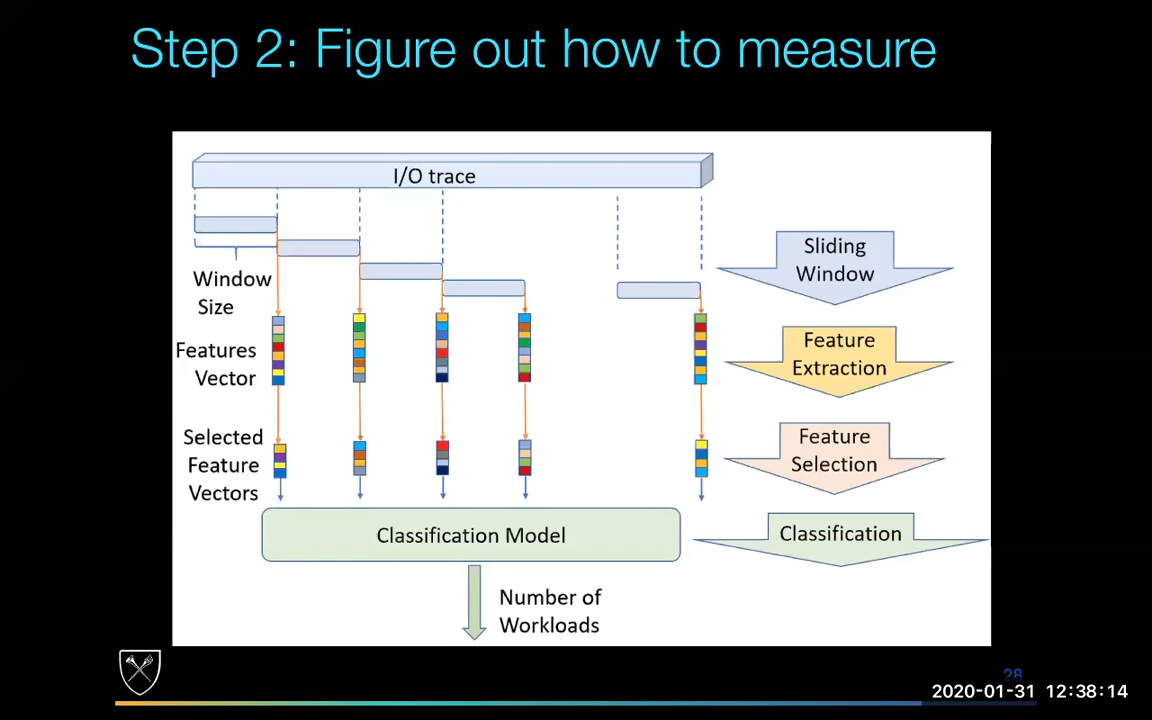 Step 2: Figure out how to measure
I/O trace
Window
Size
Features
Vector
Selected
Feature
Vectors
Sliding
Window
Feature
Extraction
Feature
Selection
Classification
Classification Model
Number of
Workloads
28
2020-01-31 12:38:14